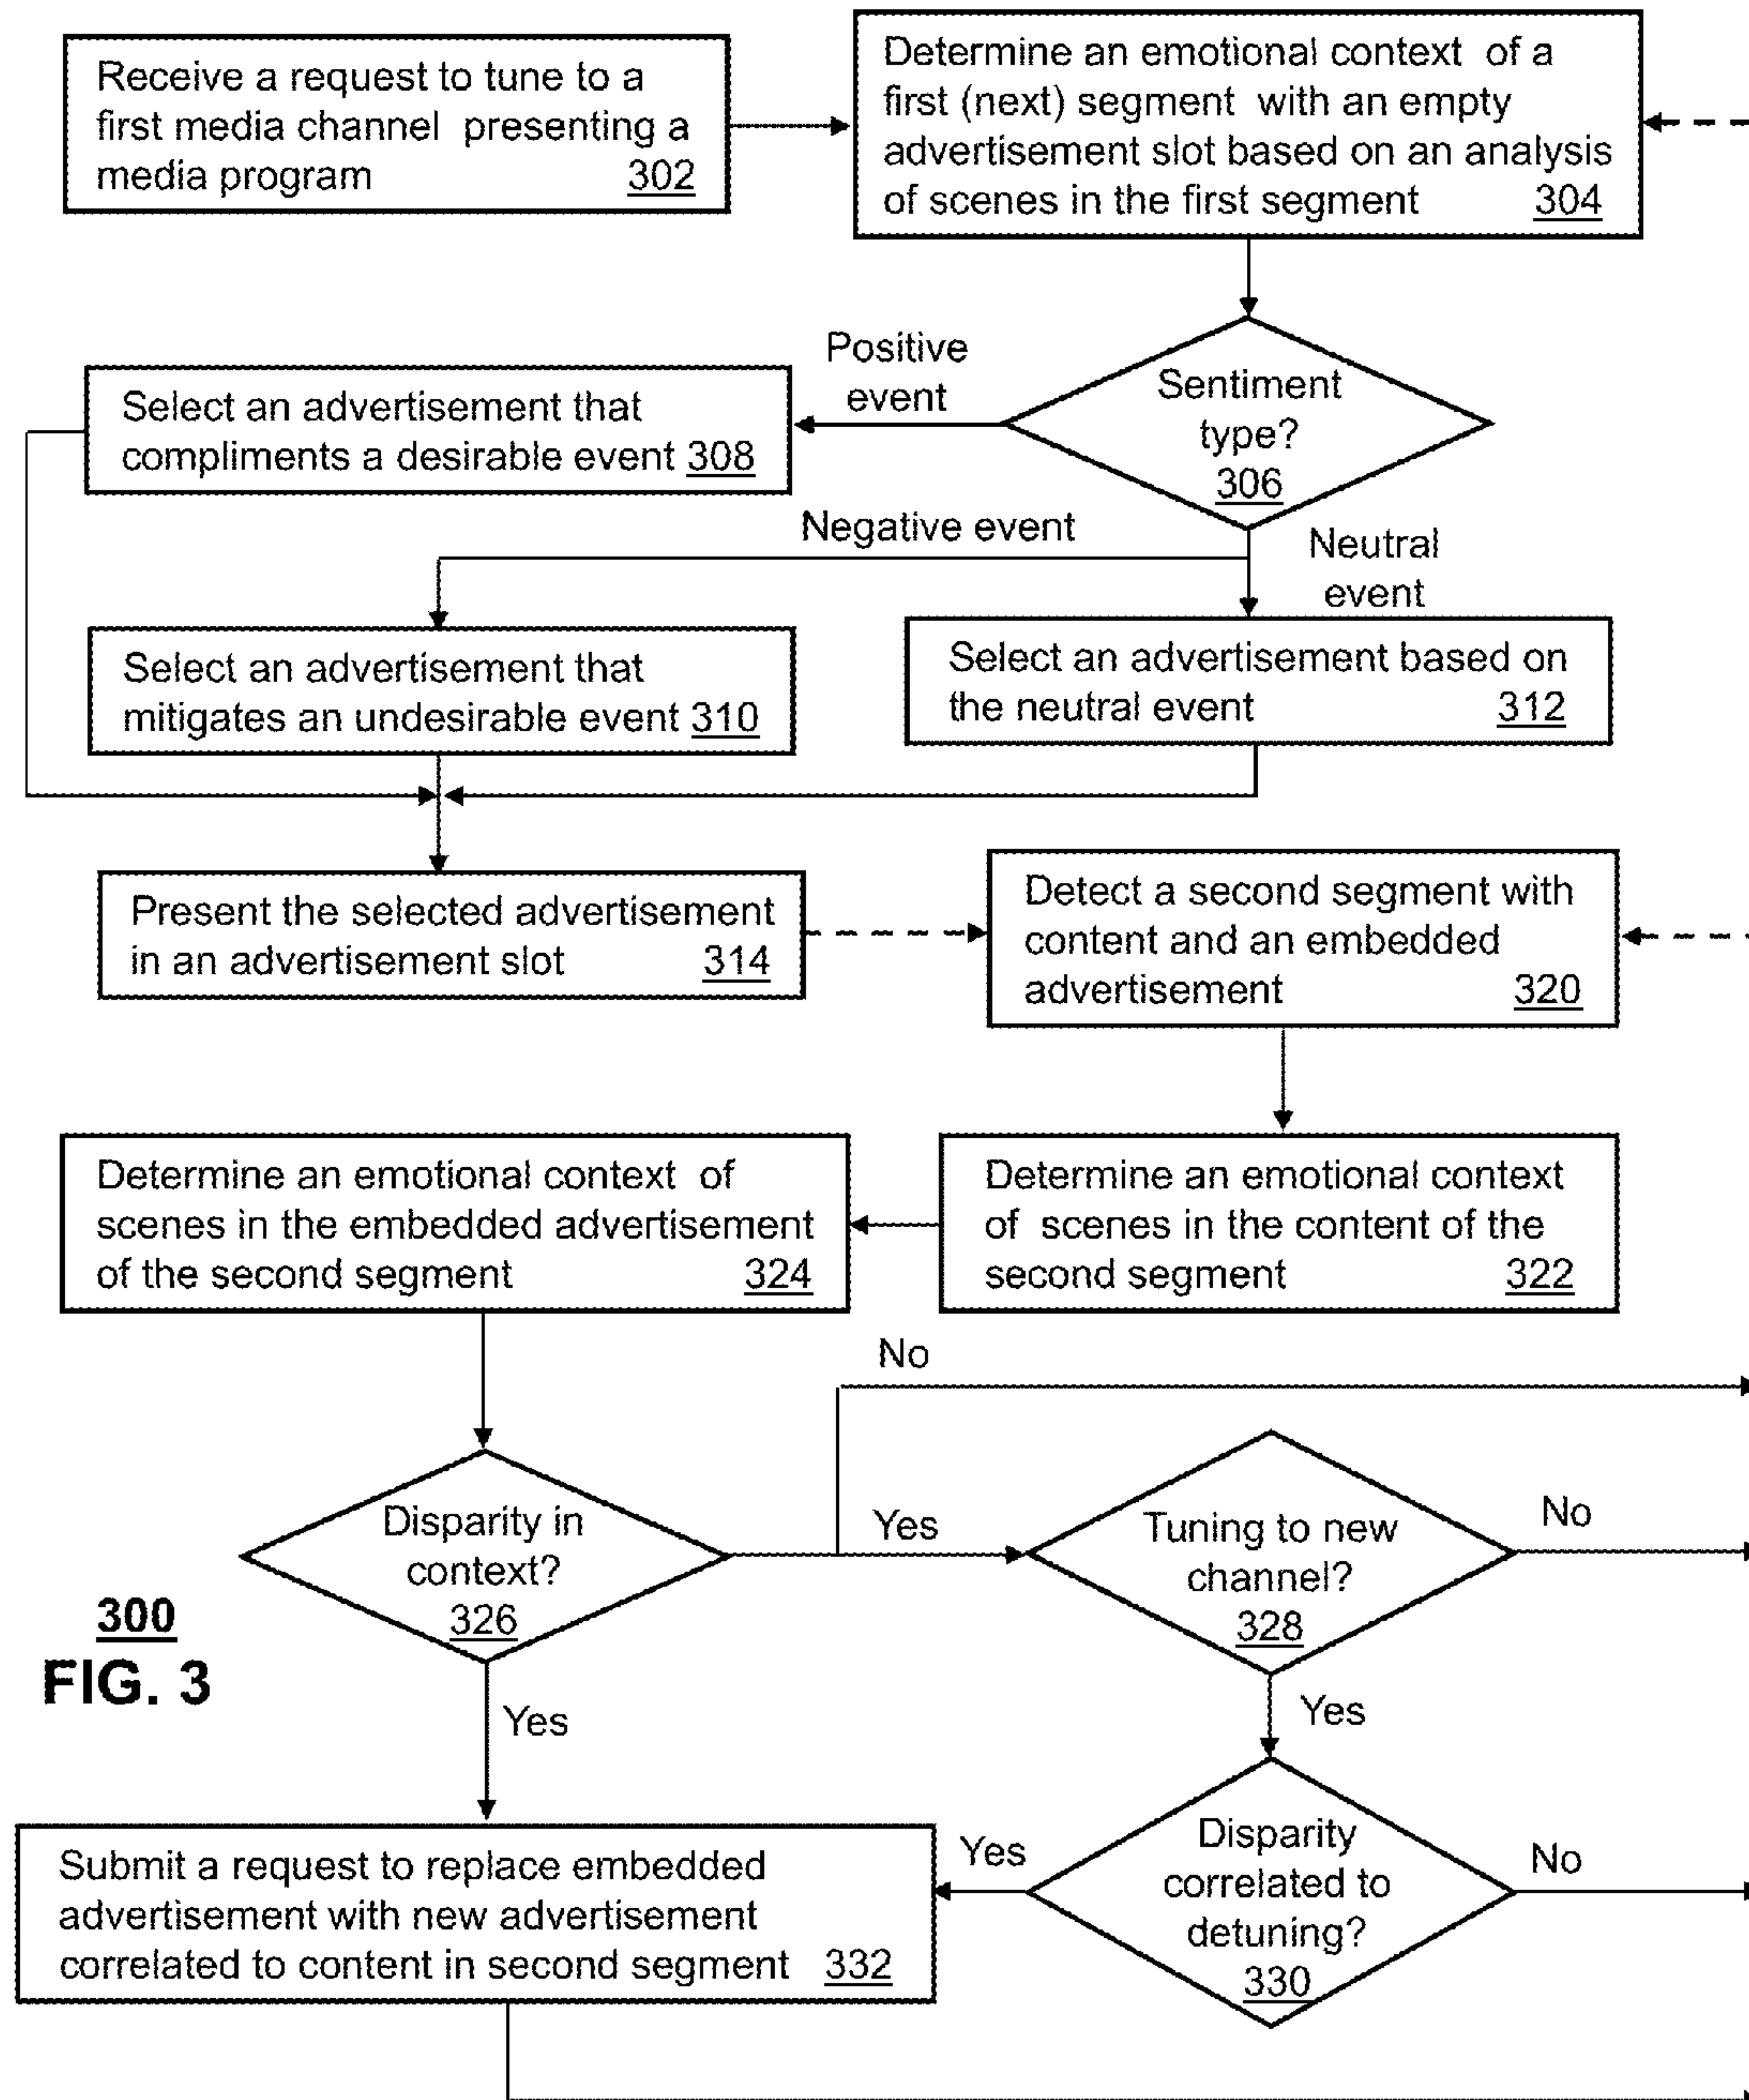 Receive a request to tune to a
first media channel presenting a
media program 302
Determine an emotional context of a
first (next) segment with an empty
advertisement slot based on an analysis
of scenes in the first segment 304
Sentiment
type?
306
Positive
event
Select an advertisement that
compliments a desirable event 308
Negative event
Neutral
event
Select an advertisement that
mitigates an undesirable event 310
Select an advertisement based on
the neutral event 312
Present the selected advertisement
in an advertisement slot 314
Detect a second segment with
content and an embedded
advertisement 320
Determine an emotional context of
scenes in the embedded advertisement
of the second segment 324
Determine an emotional context
of scenes in the content of the
second segment 322
No
Disparity in
context?
326
Yes
Tuning to new
channel?
328
No
300
FIG. 3
Yes
Yes
Submit a request to replace embedded
advertisement with new advertisement
correlated to content in second segment 332
Yes
Disparity
correlated to
detuning?
330
No